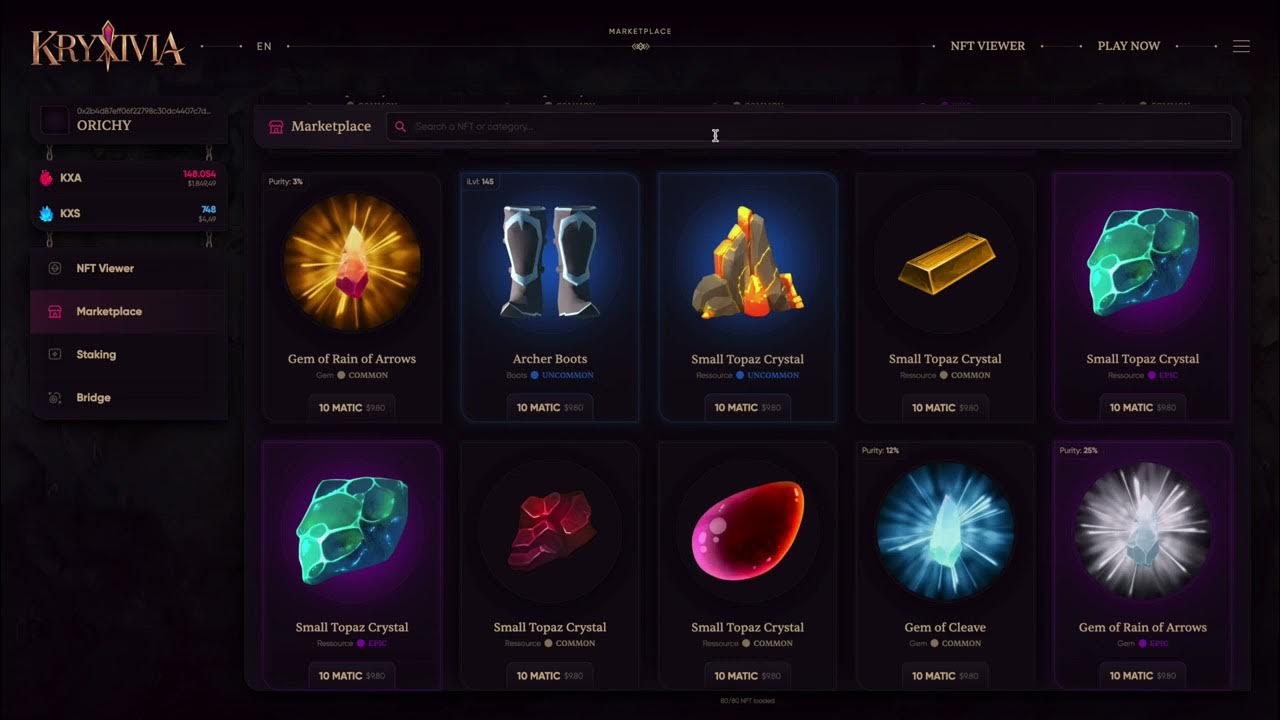 KRYXIVIA
EN
MARKETPLACE
NFT VIEWER
PLAY NOW
0x2b4d87eff06f22798c30dc4407c7d...
ORICHY
KXA
148.054
$1.849,49
KXS
748
$4,49
NFT Viewer
Marketplace
Staking
Bridge
Marketplace
Search a NFT or category...
Purity: 3%
Gem of Rain of Arrows
Gem COMMON
10 MATIC $9.80
iLvl: 145
Archer Boots
Boots UNCOMMON
10 MATIC $9.80
Small Topaz Crystal
Ressource UNCOMMON
10 MATIC $9.80
Small Topaz Crystal
Ressource COMMON
10 MATIC $9.80
Small Topaz Crystal
Ressource EPIC
10 MATIC $9.80
Small Topaz Crystal
Ressource EPIC
10 MATIC $9.80
Small Topaz Crystal
Ressource COMMON
10 MATIC $9.80
Small Topaz Crystal
Ressource COMMON
10 MATIC $9.80
Purity: 12%
Gem of Cleave
Gem COMMON
10 MATIC $9.80
Purity: 25%
Gem of Rain of Arrows
Gem EPIC
10 MATIC $9.80
80/80 NFT loaded